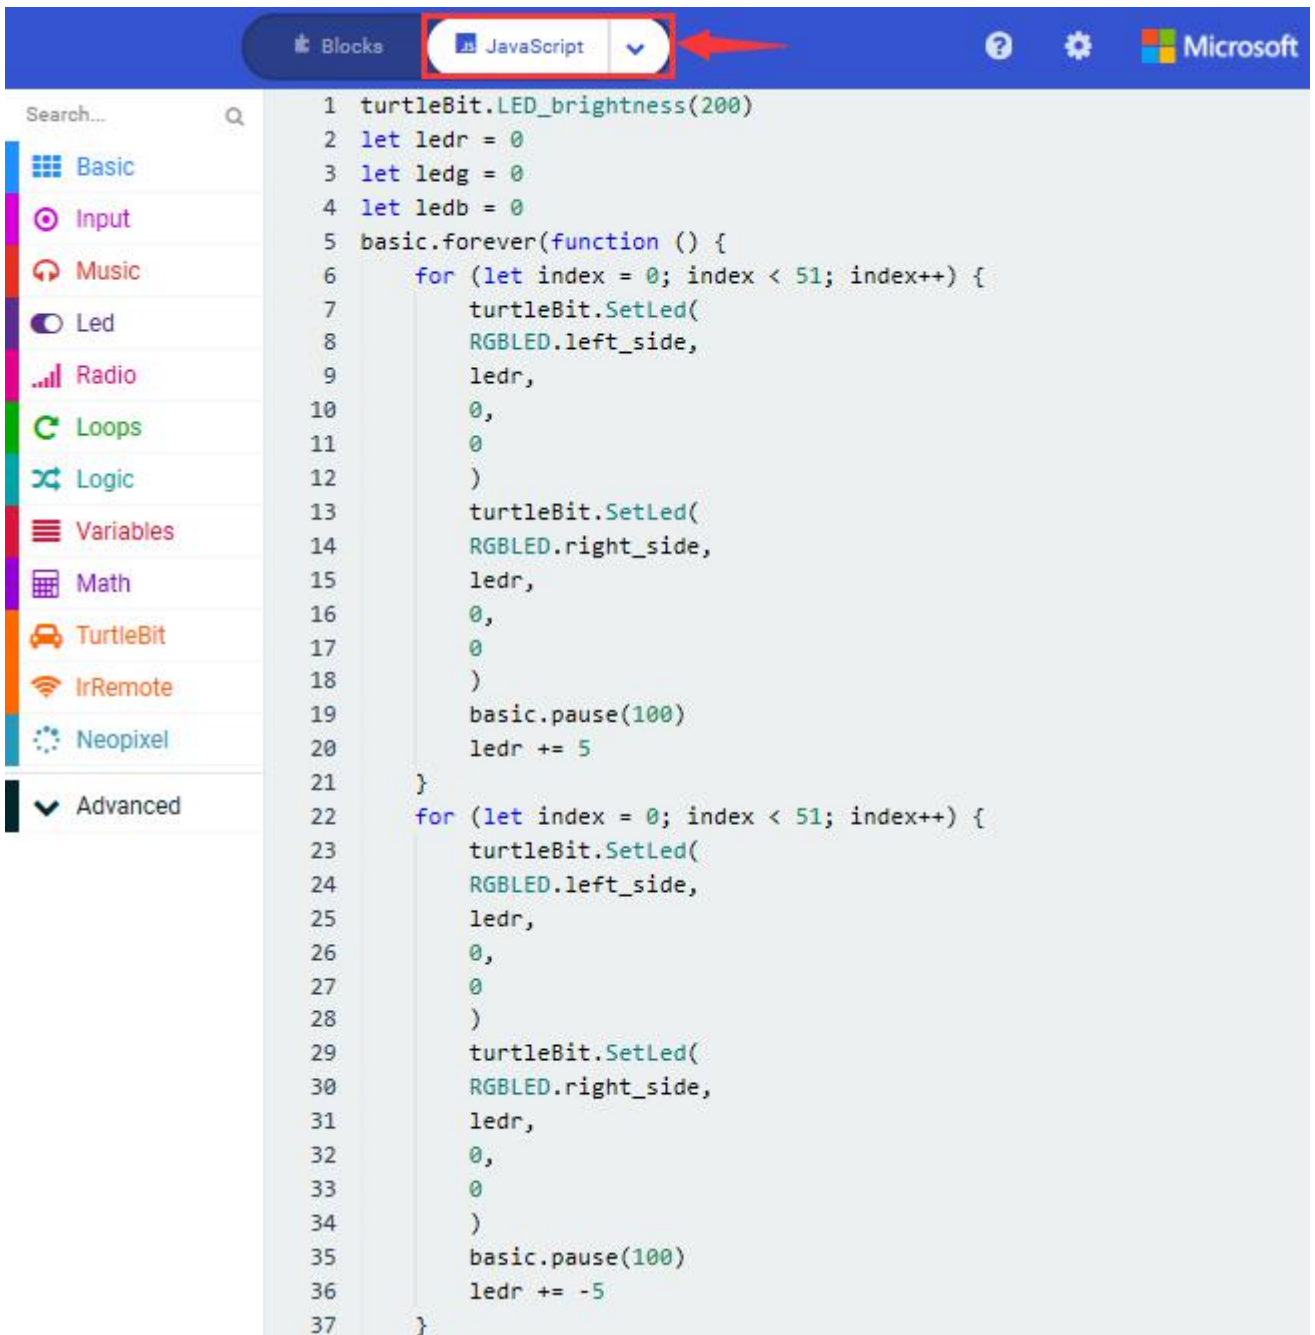 Blocks
JS JavaScript
Microsoft
Search...
Basic
Input
Music
Led
Radio
Loops
Logic
Variables
Math
TurtleBit
IrRemote
Neopixel
Advanced
1 turtleBit.LED_brightness(200)
2 let ledr = 0
3 let ledg = 0
4 let ledb = 0
5 basic.forever(function () {
6     for (let index = 0; index < 51; index++) {
7         turtleBit.SetLed(
8         RGBLED.left_side,
9         ledr,
10         0,
11         0
12         )
13         turtleBit.SetLed(
14         RGBLED.right_side,
15         ledr,
16         0,
17         0
18         )
19         basic.pause(100)
20         ledr += 5
21     }
22     for (let index = 0; index < 51; index++) {
23         turtleBit.SetLed(
24         RGBLED.left_side,
25         ledr,
26         0,
27         0
28         )
29         turtleBit.SetLed(
30         RGBLED.right_side,
31         ledr,
32         0,
33         0
34         )
35         basic.pause(100)
36         ledr += -5
37     }